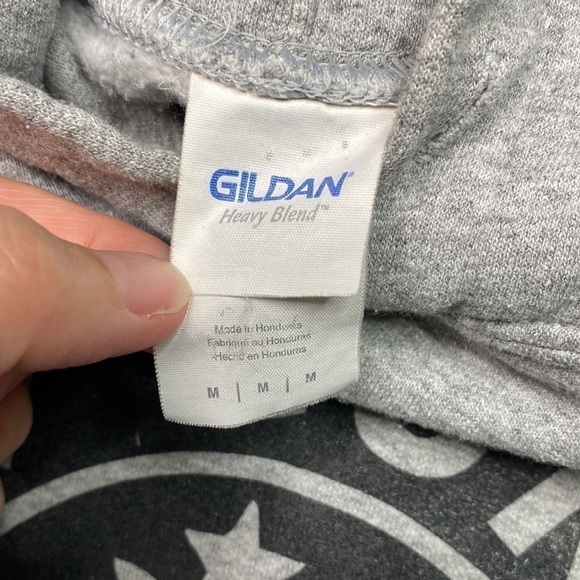 GILDAN®
Heavy Blend™
Made in Honduras
Fabriqué au Honduras
Hecho en Honduras
M | M | M